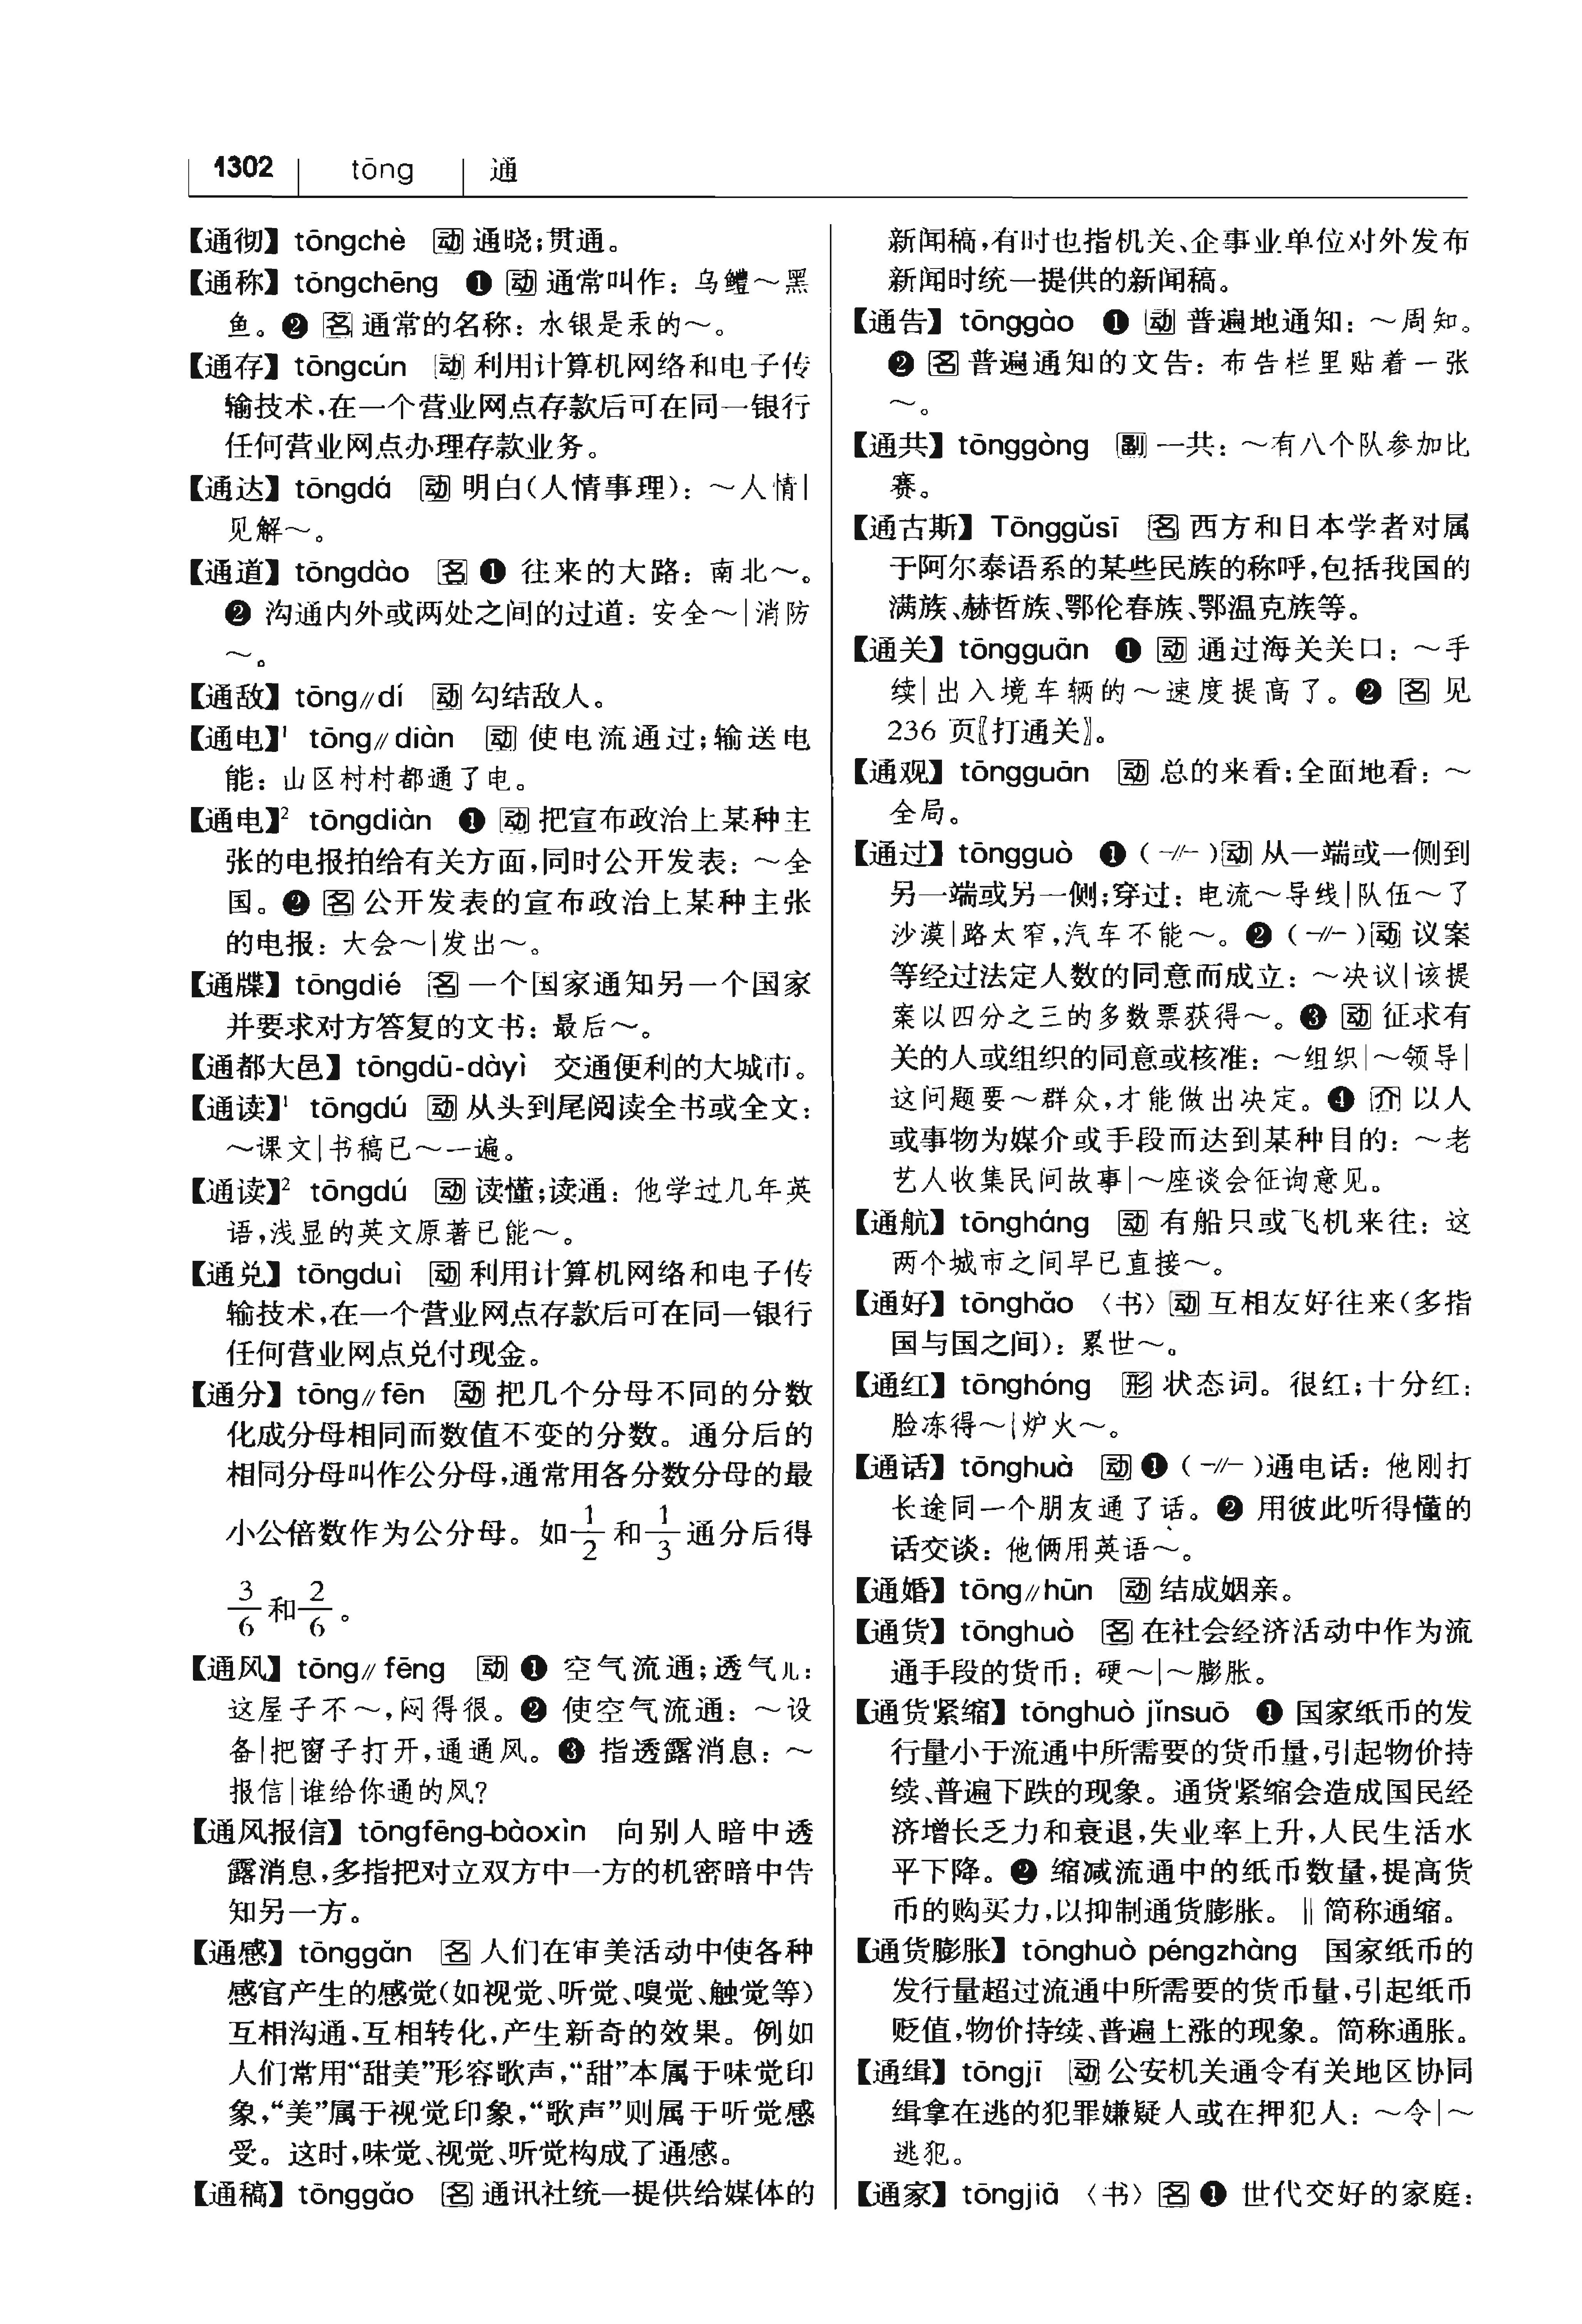 1302 tōng 通
【通彻】 tōngchè 动 通晓;贯通。
【通称】 tōngchēng ❶ 动 通常叫作：乌鳢～黑
鱼。❷ 名 通常的名称：水银是汞的～。
【通存】 tōngcún 动 利用计算机网络和电子传
输技术,在一个营业网点存款后可在同一银行
任何营业网点办理存款业务。
【通达】 tōngdá 动 明白(人情事理)：～人情|
见解～。
【通道】 tōngdào 名 ❶ 往来的大路：南北～。
❷ 沟通内外或两处之间的过道：安全～|消防
～。
【通敌】 tōng//dí 动 勾结敌人。
【通电】¹ tōng//diàn 动 使电流通过;输送电
能：山区村村都通了电。
【通电】² tōngdiàn ❶ 动 把宣布政治上某种主
张的电报拍给有关方面,同时公开发表：～全
国。❷ 名 公开发表的宣布政治上某种主张
的电报：大会～|发出～。
【通牒】 tōngdié 名 一个国家通知另一个国家
并要求对方答复的文书：最后～。
【通都大邑】 tōngdū-dàyì 交通便利的大城市。
【通读】¹ tōngdú 动 从头到尾阅读全书或全文：
～课文|书稿已～一遍。
【通读】² tōngdú 动 读懂;读通：他学过几年英
语,浅显的英文原著已能～。
【通兑】 tōngduì 动 利用计算机网络和电子传
输技术,在一个营业网点存款后可在同一银行
任何营业网点兑付现金。
【通分】 tōng//fēn 动 把几个分母不同的分数
化成分母相同而数值不变的分数。通分后的
相同分母叫作公分母,通常用各分数分母的最
小公倍数作为公分母。如1/2和1/3通分后得
3/6和2/6。
【通风】 tōng//fēng 动 ❶ 空气流通;透气儿：
这屋子不～,闷得很。❷ 使空气流通：～设
备|把窗子打开,通通风。❸ 指透露消息：～
报信|谁给你通的风?
【通风报信】 tōngfēng-bàoxìn 向别人暗中透
露消息,多指把对立双方中一方的机密暗中告
知另一方。
【通感】 tōnggǎn 名 人们在审美活动中使各种
感官产生的感觉(如视觉、听觉、嗅觉、触觉等)
互相沟通,互相转化,产生新奇的效果。例如
人们常用“甜美”形容歌声,“甜”本属于味觉印
象,“美”属于视觉印象,“歌声”则属于听觉感
受。这时,味觉、视觉、听觉构成了通感。
【通稿】 tōnggǎo 名 通讯社统一提供给媒体的
新闻稿,有时也指机关、企事业单位对外发布
新闻时统一提供的新闻稿。
【通告】 tōnggào ❶ 动 普遍地通知：～周知。
❷ 名 普遍通知的文告：布告栏里贴着一张
～。
【通共】 tōnggòng 副 一共：～有八个队参加比
赛。
【通古斯】 Tōnggǔsī 名 西方和日本学者对属
于阿尔泰语系的某些民族的称呼,包括我国的
满族、赫哲族、鄂伦春族、鄂温克族等。
【通关】 tōngguān ❶ 动 通过海关关口：～手
续|出入境车辆的～速度提高了。❷ 名 见
236 页〖打通关〗。
【通观】 tōngguān 动 总的来看;全面地看：～
全局。
【通过】 tōngguò ❶ (-//-)动 从一端或一侧到
另一端或另一侧;穿过：电流～导线|队伍～了
沙漠|路太窄,汽车不能～。❷ (-//-)动 议案
等经过法定人数的同意而成立：～决议|该提
案以四分之三的多数票获得～。❸ 动 征求有
关的人或组织的同意或核准：～组织|～领导|
这问题要～群众,才能做出决定。❹ 介 以人
或事物为媒介或手段而达到某种目的：～老
艺人收集民间故事|～座谈会征询意见。
【通航】 tōngháng 动 有船只或飞机来往：这
两个城市之间早已直接～。
【通好】 tōnghǎo 〈书〉 动 互相友好往来(多指
国与国之间)：累世～。
【通红】 tōnghóng 形 状态词。很红;十分红：
脸冻得～|炉火～。
【通话】 tōnghuà 动 ❶ (-//-)通电话：他刚打
长途同一个朋友通了话。❷ 用彼此听得懂的
话交谈：他俩用英语～。
【通婚】 tōng//hūn 动 结成姻亲。
【通货】 tōnghuò 名 在社会经济活动中作为流
通手段的货币：硬～|～膨胀。
【通货紧缩】 tōnghuò jǐnsuō ❶ 国家纸币的发
行量小于流通中所需要的货币量,引起物价持
续、普遍下跌的现象。通货紧缩会造成国民经
济增长乏力和衰退,失业率上升,人民生活水
平下降。❷ 缩减流通中的纸币数量,提高货
币的购买力,以抑制通货膨胀。‖简称通缩。
【通货膨胀】 tōnghuò péngzhàng 国家纸币的
发行量超过流通中所需要的货币量,引起纸币
贬值,物价持续、普遍上涨的现象。简称通胀。
【通缉】 tōngjī 动 公安机关通令有关地区协同
缉拿在逃的犯罪嫌疑人或在押犯人：～令|～
逃犯。
【通家】 tōngjiā 〈书〉 名 ❶ 世代交好的家庭：